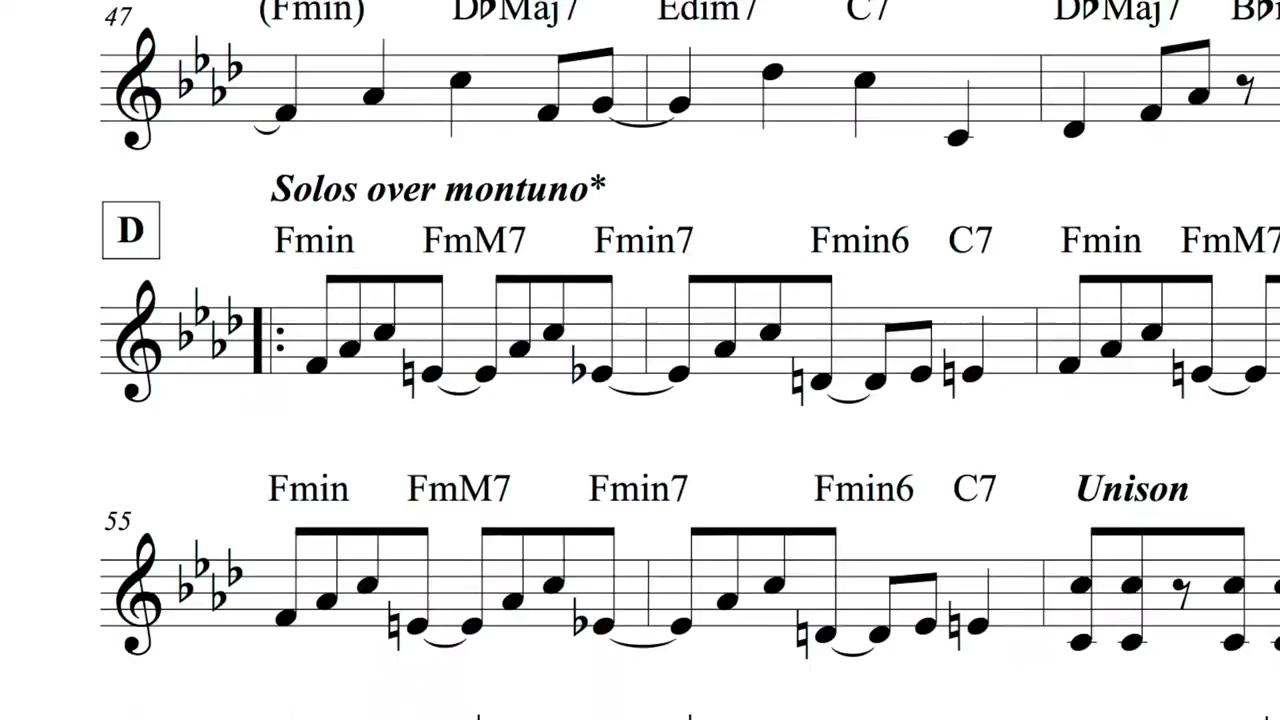 47 (Fmin) D♭Maj7 Edim7 C7 D♭Maj7
Solos over montuno*
D
Fmin FmM7 Fmin7 Fmin6 C7 Fmin FmM7
Fmin FmM7 Fmin7 Fmin6 C7 Unison
55